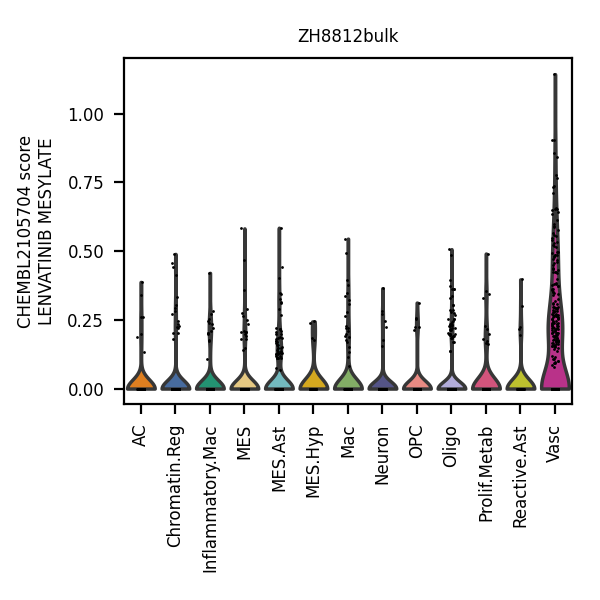 ZH8812bulk
CHEMBL2105704 score
LENVATINIB MESYLATE
1.00
0.75
0.50
0.25
0.00
AC
Chromatin.Reg
Inflammatory.Mac
MES
MES.Ast
MES.Hyp
Mac
Neuron
OPC
Oligo
Prolif.Metab
Reactive.Ast
Vasc